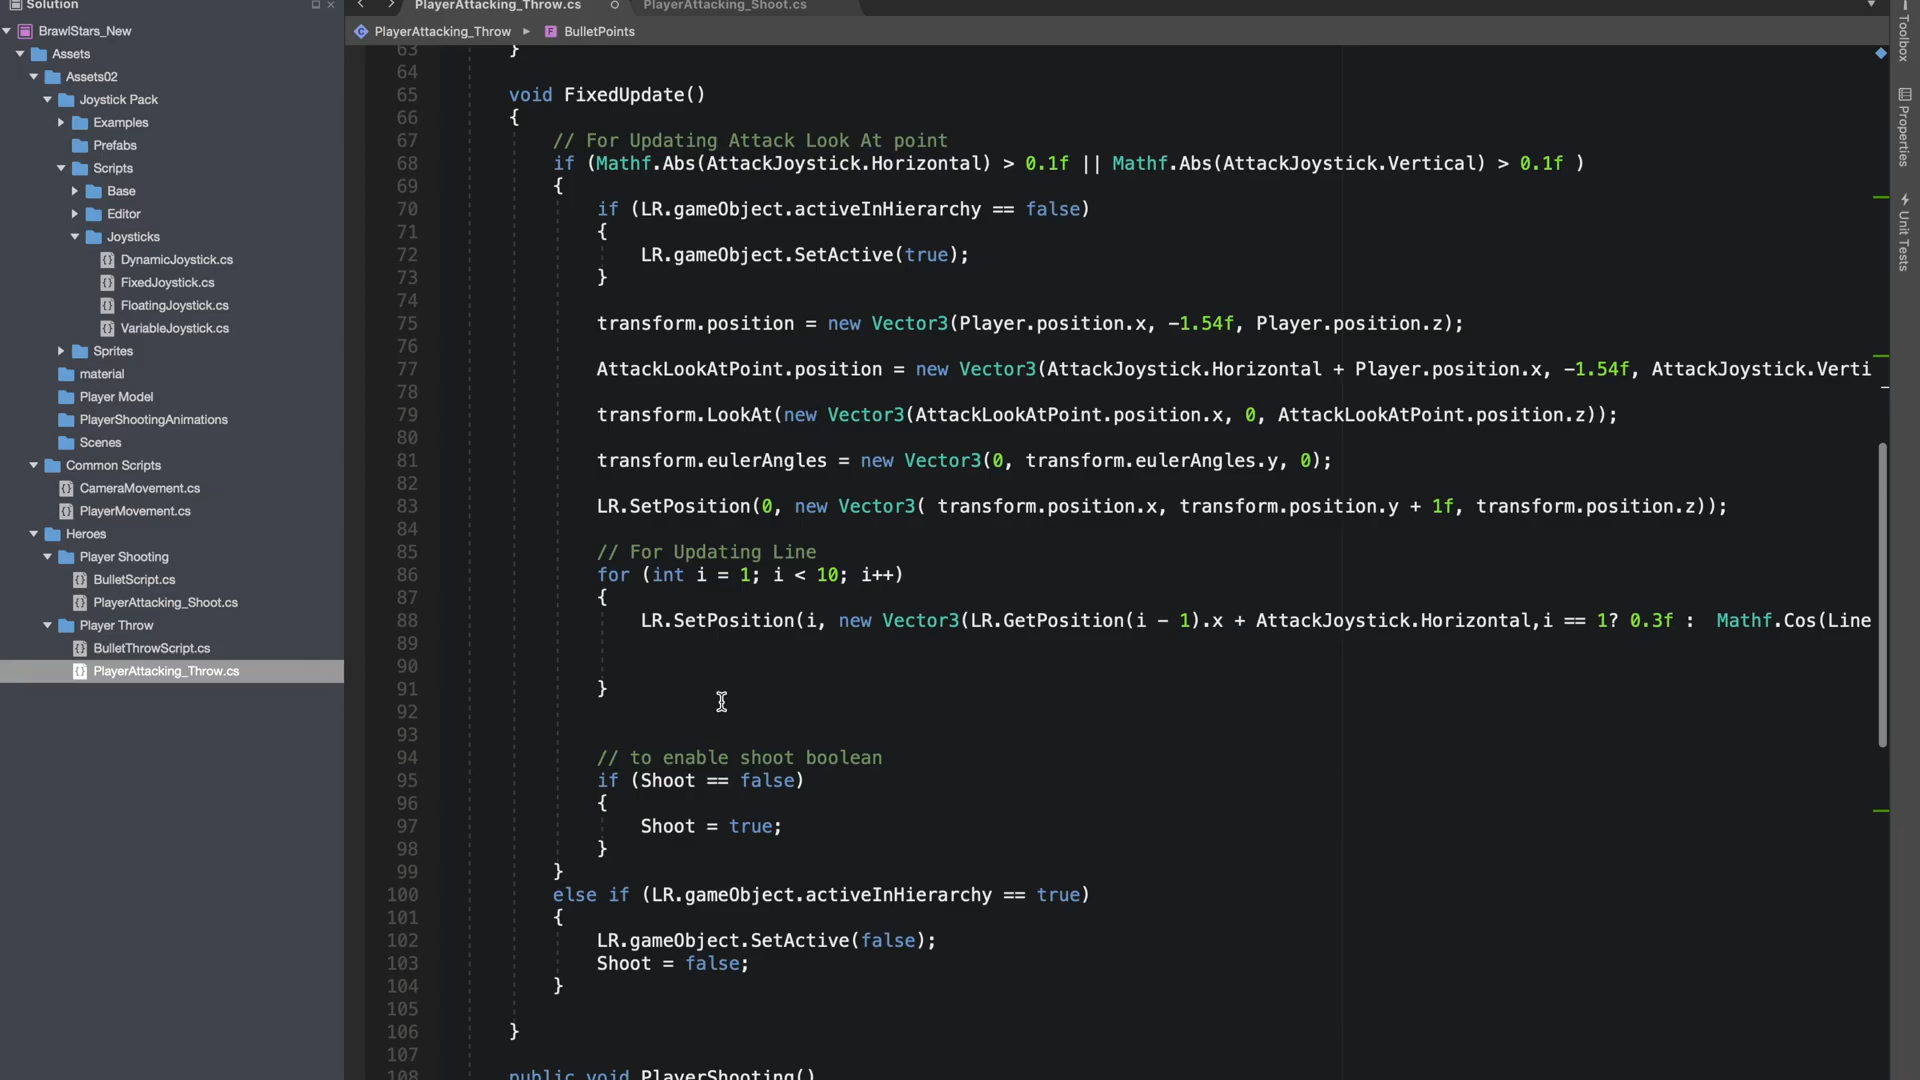 Solution
BrawlStars_New
Assets
Assets02
Joystick Pack
Examples
Prefabs
Scripts
Base
Editor
Joysticks
DynamicJoystick.cs
FixedJoystick.cs
FloatingJoystick.cs
VariableJoystick.cs
Sprites
material
Player Model
PlayerShootingAnimations
Scenes
Common Scripts
CameraMovement.cs
PlayerMovement.cs
Heroes
Player Shooting
BulletScript.cs
PlayerAttacking_Shoot.cs
Player Throw
BulletThrowScript.cs
PlayerAttacking_Throw.cs
PlayerAttacking_Throw.cs PlayerAttacking_Shoot.cs
PlayerAttacking_Throw BulletPoints
63 }
64
65 void FixedUpdate()
66 {
67 // For Updating Attack Look At point
68 if (Mathf.Abs(AttackJoystick.Horizontal) > 0.1f || Mathf.Abs(AttackJoystick.Vertical) > 0.1f )
69 {
70 if (LR.gameObject.activeInHierarchy == false)
71 {
72 LR.gameObject.SetActive(true);
73 }
74
75 transform.position = new Vector3(Player.position.x, -1.54f, Player.position.z);
76
77 AttackLookAtPoint.position = new Vector3(AttackJoystick.Horizontal + Player.position.x, -1.54f, AttackJoystick.Verti
78
79 transform.LookAt(new Vector3(AttackLookAtPoint.position.x, 0, AttackLookAtPoint.position.z));
80
81 transform.eulerAngles = new Vector3(0, transform.eulerAngles.y, 0);
82
83 LR.SetPosition(0, new Vector3( transform.position.x, transform.position.y + 1f, transform.position.z));
84
85 // For Updating Line
86 for (int i = 1; i < 10; i++)
87 {
88 LR.SetPosition(i, new Vector3(LR.GetPosition(i - 1).x + AttackJoystick.Horizontal,i == 1? 0.3f :  Mathf.Cos(Line
89
90
91 }
92
93
94 // to enable shoot boolean
95 if (Shoot == false)
96 {
97 Shoot = true;
98 }
99 }
100 else if (LR.gameObject.activeInHierarchy == true)
101 {
102 LR.gameObject.SetActive(false);
103 Shoot = false;
104 }
105
106 }
107
108 public void PlayerShooting()
Toolbox
Properties
Unit Tests